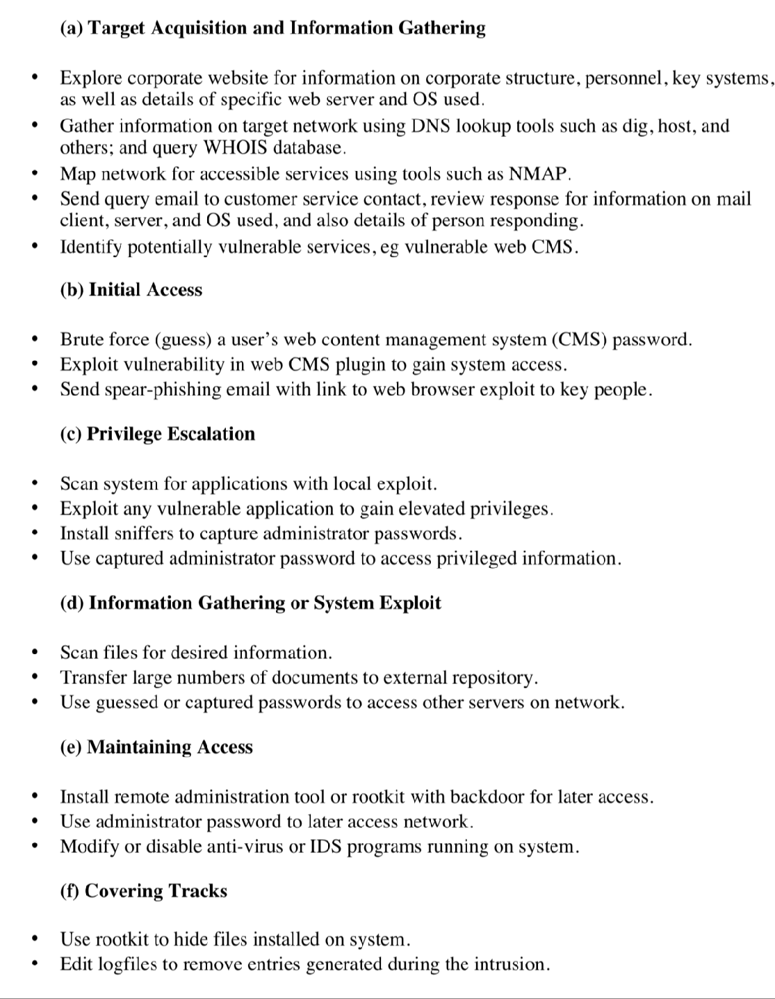 (a) Target Acquisition and Information Gathering
• Explore corporate website for information on corporate structure, personnel, key systems,
as well as details of specific web server and OS used.
• Gather information on target network using DNS lookup tools such as dig, host, and
others; and query WHOIS database.
• Map network for accessible services using tools such as NMAP.
• Send query email to customer service contact, review response for information on mail
client, server, and OS used, and also details of person responding.
• Identify potentially vulnerable services, eg vulnerable web CMS.
(b) Initial Access
• Brute force (guess) a user’s web content management system (CMS) password.
• Exploit vulnerability in web CMS plugin to gain system access.
• Send spear-phishing email with link to web browser exploit to key people.
(c) Privilege Escalation
• Scan system for applications with local exploit.
• Exploit any vulnerable application to gain elevated privileges.
• Install sniffers to capture administrator passwords.
• Use captured administrator password to access privileged information.
(d) Information Gathering or System Exploit
• Scan files for desired information.
• Transfer large numbers of documents to external repository.
• Use guessed or captured passwords to access other servers on network.
(e) Maintaining Access
• Install remote administration tool or rootkit with backdoor for later access.
• Use administrator password to later access network.
• Modify or disable anti-virus or IDS programs running on system.
(f) Covering Tracks
• Use rootkit to hide files installed on system.
• Edit logfiles to remove entries generated during the intrusion.